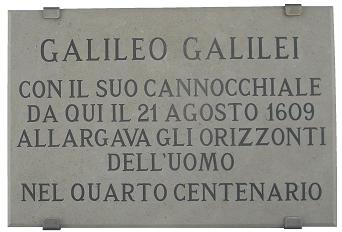 GALILEO GALILEI
CON IL SUO CANNOCCHIALE
DA QUI IL 21 AGOSTO 1609
ALLARGAVA GLI ORIZZONTI
DELL'UOMO
NEL QUARTO CENTENARIO